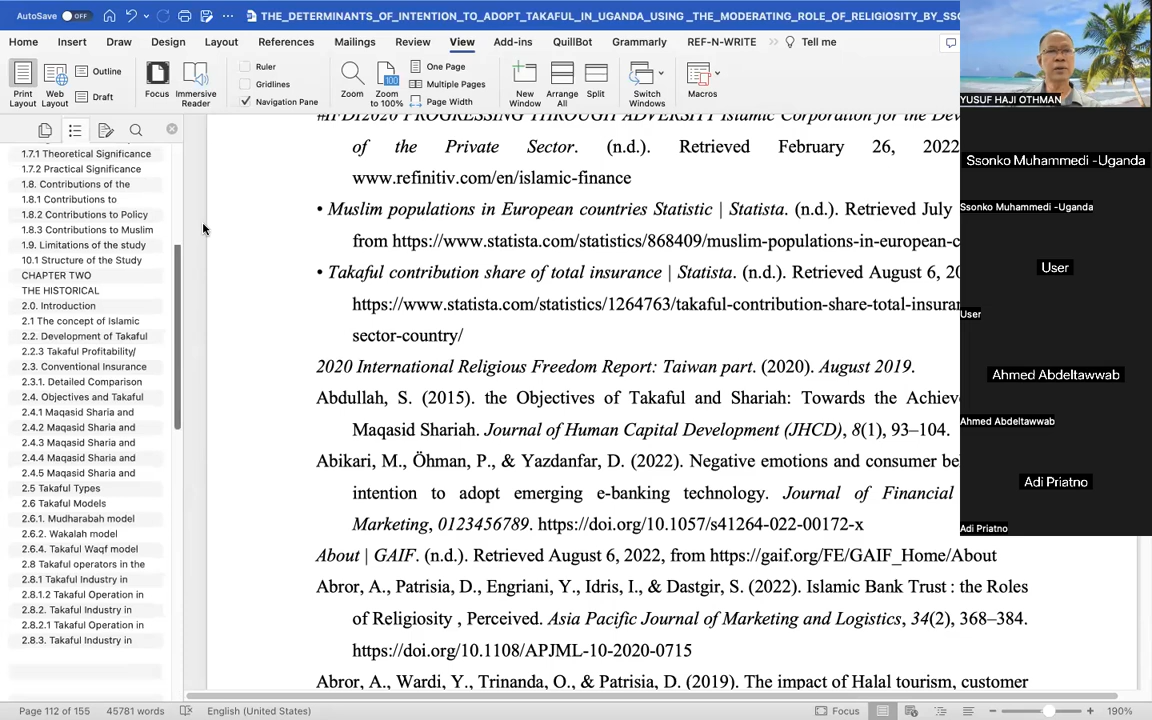 AutoSave OFF
THE_DETERMINANTS_OF_INTENTION_TO_ADOPT_TAKAFUL_IN_UGANDA_USING _THE_MODERATING_ROLE_OF_RELIGIOSITY_BY_SSO
Home Insert Draw Design Layout References Mailings Review View Add-ins QuillBot Grammarly REF-N-WRITE Tell me
Print Layout
Web Layout
Outline
Draft
Focus
Immersive Reader
Ruler
Gridlines
Navigation Pane
Zoom
Zoom to 100%
100
One Page
Multiple Pages
Page Width
New Window
Arrange All
Split
Switch Windows
Macros
1.7.1 Theoretical Significance
1.7.2 Practical Significance
1.8. Contributions of the
1.8.1 Contributions to
1.8.2 Contributions to Policy
1.8.3 Contributions to Muslim
1.9. Limitations of the study
10.1 Structure of the Study
CHAPTER TWO
THE HISTORICAL
2.0. Introduction
2.1 The concept of Islamic
2.2. Development of Takaful
2.2.3 Takaful Profitability/
2.3. Conventional Insurance
2.3.1. Detailed Comparison
2.4. Objectives and Takaful
2.4.1 Maqasid Sharia and
2.4.2 Maqasid Sharia and
2.4.3 Maqasid Sharia and
2.4.4 Maqasid Sharia and
2.4.5 Maqasid Sharia and
2.5 Takaful Types
2.6 Takaful Models
2.6.1. Mudharabah model
2.6.2. Wakalah model
2.6.4. Takaful Waqf model
2.8 Takaful operators in the
2.8.1 Takaful Industry in
2.8.1.2 Takaful Operation in
2.8.2. Takaful Industry in
2.8.2.1 Takaful Operation in
2.8.3. Takaful Industry in
#IFDI2020 PROGRESSING THROUGH ADVERSITY Islamic Corporation for the Dev
of the Private Sector. (n.d.). Retrieved February 26, 2022
www.refinitiv.com/en/islamic-finance
• Muslim populations in European countries Statistic | Statista. (n.d.). Retrieved July
from https://www.statista.com/statistics/868409/muslim-populations-in-european-c
• Takaful contribution share of total insurance | Statista. (n.d.). Retrieved August 6, 20
https://www.statista.com/statistics/1264763/takaful-contribution-share-total-insuran
sector-country/
2020 International Religious Freedom Report: Taiwan part. (2020). August 2019.
Abdullah, S. (2015). the Objectives of Takaful and Shariah: Towards the Achieve
Maqasid Shariah. Journal of Human Capital Development (JHCD), 8(1), 93–104.
Abikari, M., Öhman, P., & Yazdanfar, D. (2022). Negative emotions and consumer be
intention to adopt emerging e-banking technology. Journal of Financial
Marketing, 0123456789. https://doi.org/10.1057/s41264-022-00172-x
About | GAIF. (n.d.). Retrieved August 6, 2022, from https://gaif.org/FE/GAIF_Home/About
Abror, A., Patrisia, D., Engriani, Y., Idris, I., & Dastgir, S. (2022). Islamic Bank Trust : the Roles
of Religiosity , Perceived. Asia Pacific Journal of Marketing and Logistics, 34(2), 368–384.
https://doi.org/10.1108/APJML-10-2020-0715
Abror, A., Wardi, Y., Trinanda, O., & Patrisia, D. (2019). The impact of Halal tourism, customer
YUSUF HAJI OTHMAN
Ssonko Muhammedi -Uganda
Ssonko Muhammedi -Uganda
User
User
Ahmed Abdeltawwab
Ahmed Abdeltawwab
Adi Priatno
Adi Priatno
Page 112 of 155 45781 words English (United States) Focus 190%